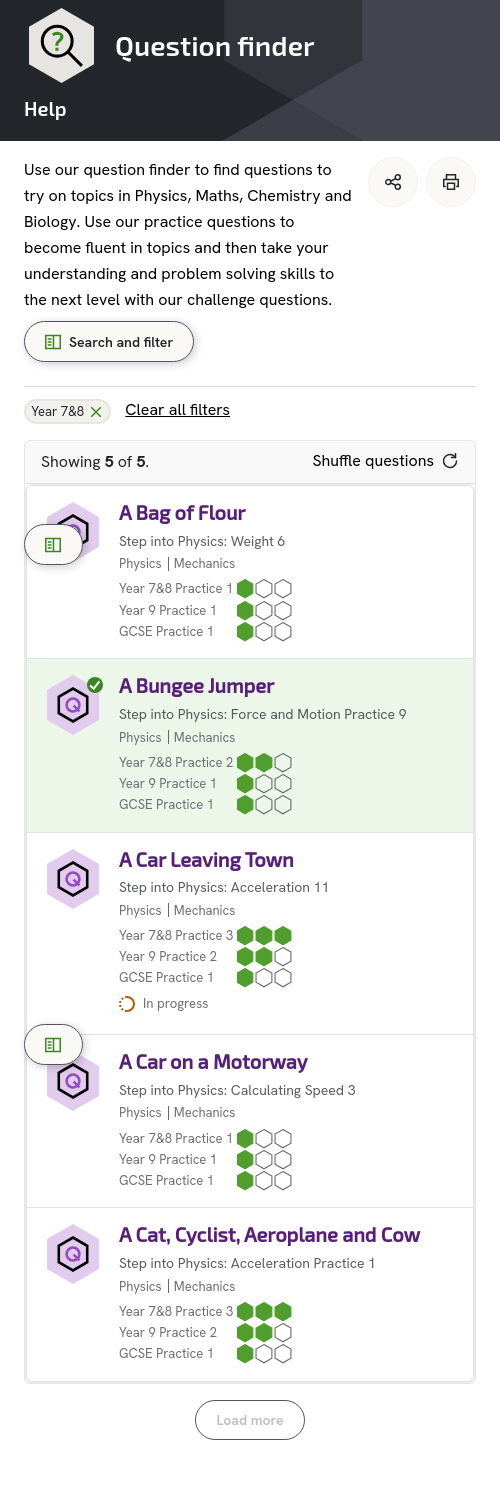 Question finder
Help
Use our question finder to find questions to
try on topics in Physics, Maths, Chemistry and
Biology. Use our practice questions to
become fluent in topics and then take your
understanding and problem solving skills to
the next level with our challenge questions.
Search and filter
Year 7&8
Clear all filters
Showing 5 of 5.
Shuffle questions
A Bag of Flour
Step into Physics: Weight 6
Physics | Mechanics
Year 7&8 Practice 1
Year 9 Practice 1
GCSE Practice 1
A Bungee Jumper
Step into Physics: Force and Motion Practice 9
Physics | Mechanics
Year 7&8 Practice 2
Year 9 Practice 1
GCSE Practice 1
A Car Leaving Town
Step into Physics: Acceleration 11
Physics | Mechanics
Year 7&8 Practice 3
Year 9 Practice 2
GCSE Practice 1
In progress
A Car on a Motorway
Step into Physics: Calculating Speed 3
Physics | Mechanics
Year 7&8 Practice 1
Year 9 Practice 1
GCSE Practice 1
A Cat, Cyclist, Aeroplane and Cow
Step into Physics: Acceleration Practice 1
Physics | Mechanics
Year 7&8 Practice 3
Year 9 Practice 2
GCSE Practice 1
Load more